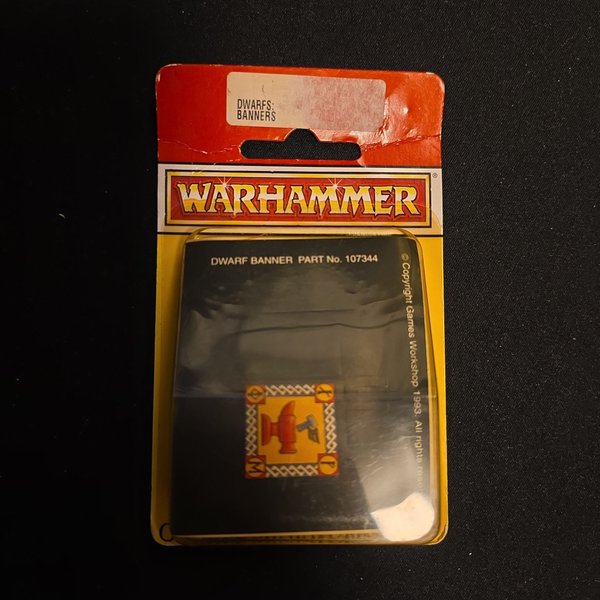 DWARFS:
BANNERS
WARHAMMER®
DWARF BANNER PART No. 107344
© Copyright Games Workshop 1993. All rights
M